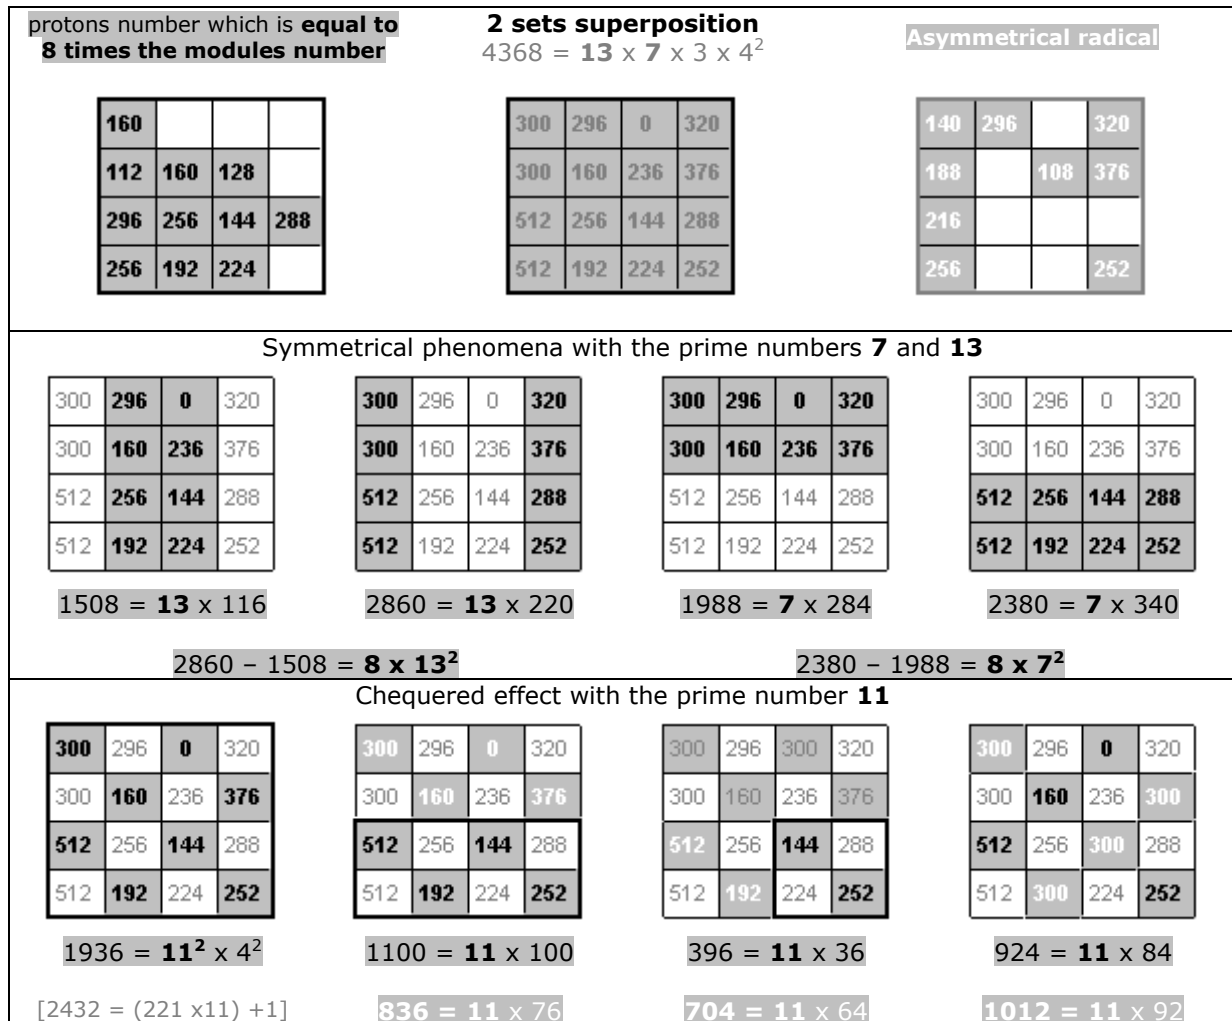 protons number which is equal to
8 times the modules number
2 sets superposition
4368 = 13 x 7 x 3 x 4²
Asymmetrical radical
160
112 160 128
296 256 144 288
256 192 224
300 296 0 320
300 160 236 376
512 256 144 288
512 192 224 252
140 296 320
188 108 376
216
256 252
Symmetrical phenomena with the prime numbers 7 and 13
300 296 0 320
300 160 236 376
512 256 144 288
512 192 224 252
300 296 0 320
300 160 236 376
512 256 144 288
512 192 224 252
300 296 0 320
300 160 236 376
512 256 144 288
512 192 224 252
300 296 0 320
300 160 236 376
512 256 144 288
512 192 224 252
1508 = 13 x 116
2860 = 13 x 220
1988 = 7 x 284
2380 = 7 x 340
2860 – 1508 = 8 x 13²
2380 – 1988 = 8 x 7²
Chequered effect with the prime number 11
300 296 0 320
300 160 236 376
512 256 144 288
512 192 224 252
300 296 0 320
300 160 236 376
512 256 144 288
512 192 224 252
300 296 300 320
300 160 236 376
512 256 144 288
512 192 224 252
300 296 0 320
300 160 236 300
512 256 300 288
512 300 224 252
1936 = 11² x 4²
1100 = 11 x 100
396 = 11 x 36
924 = 11 x 84
[2432 = (221 x11) +1]
836 = 11 x 76
704 = 11 x 64
1012 = 11 x 92